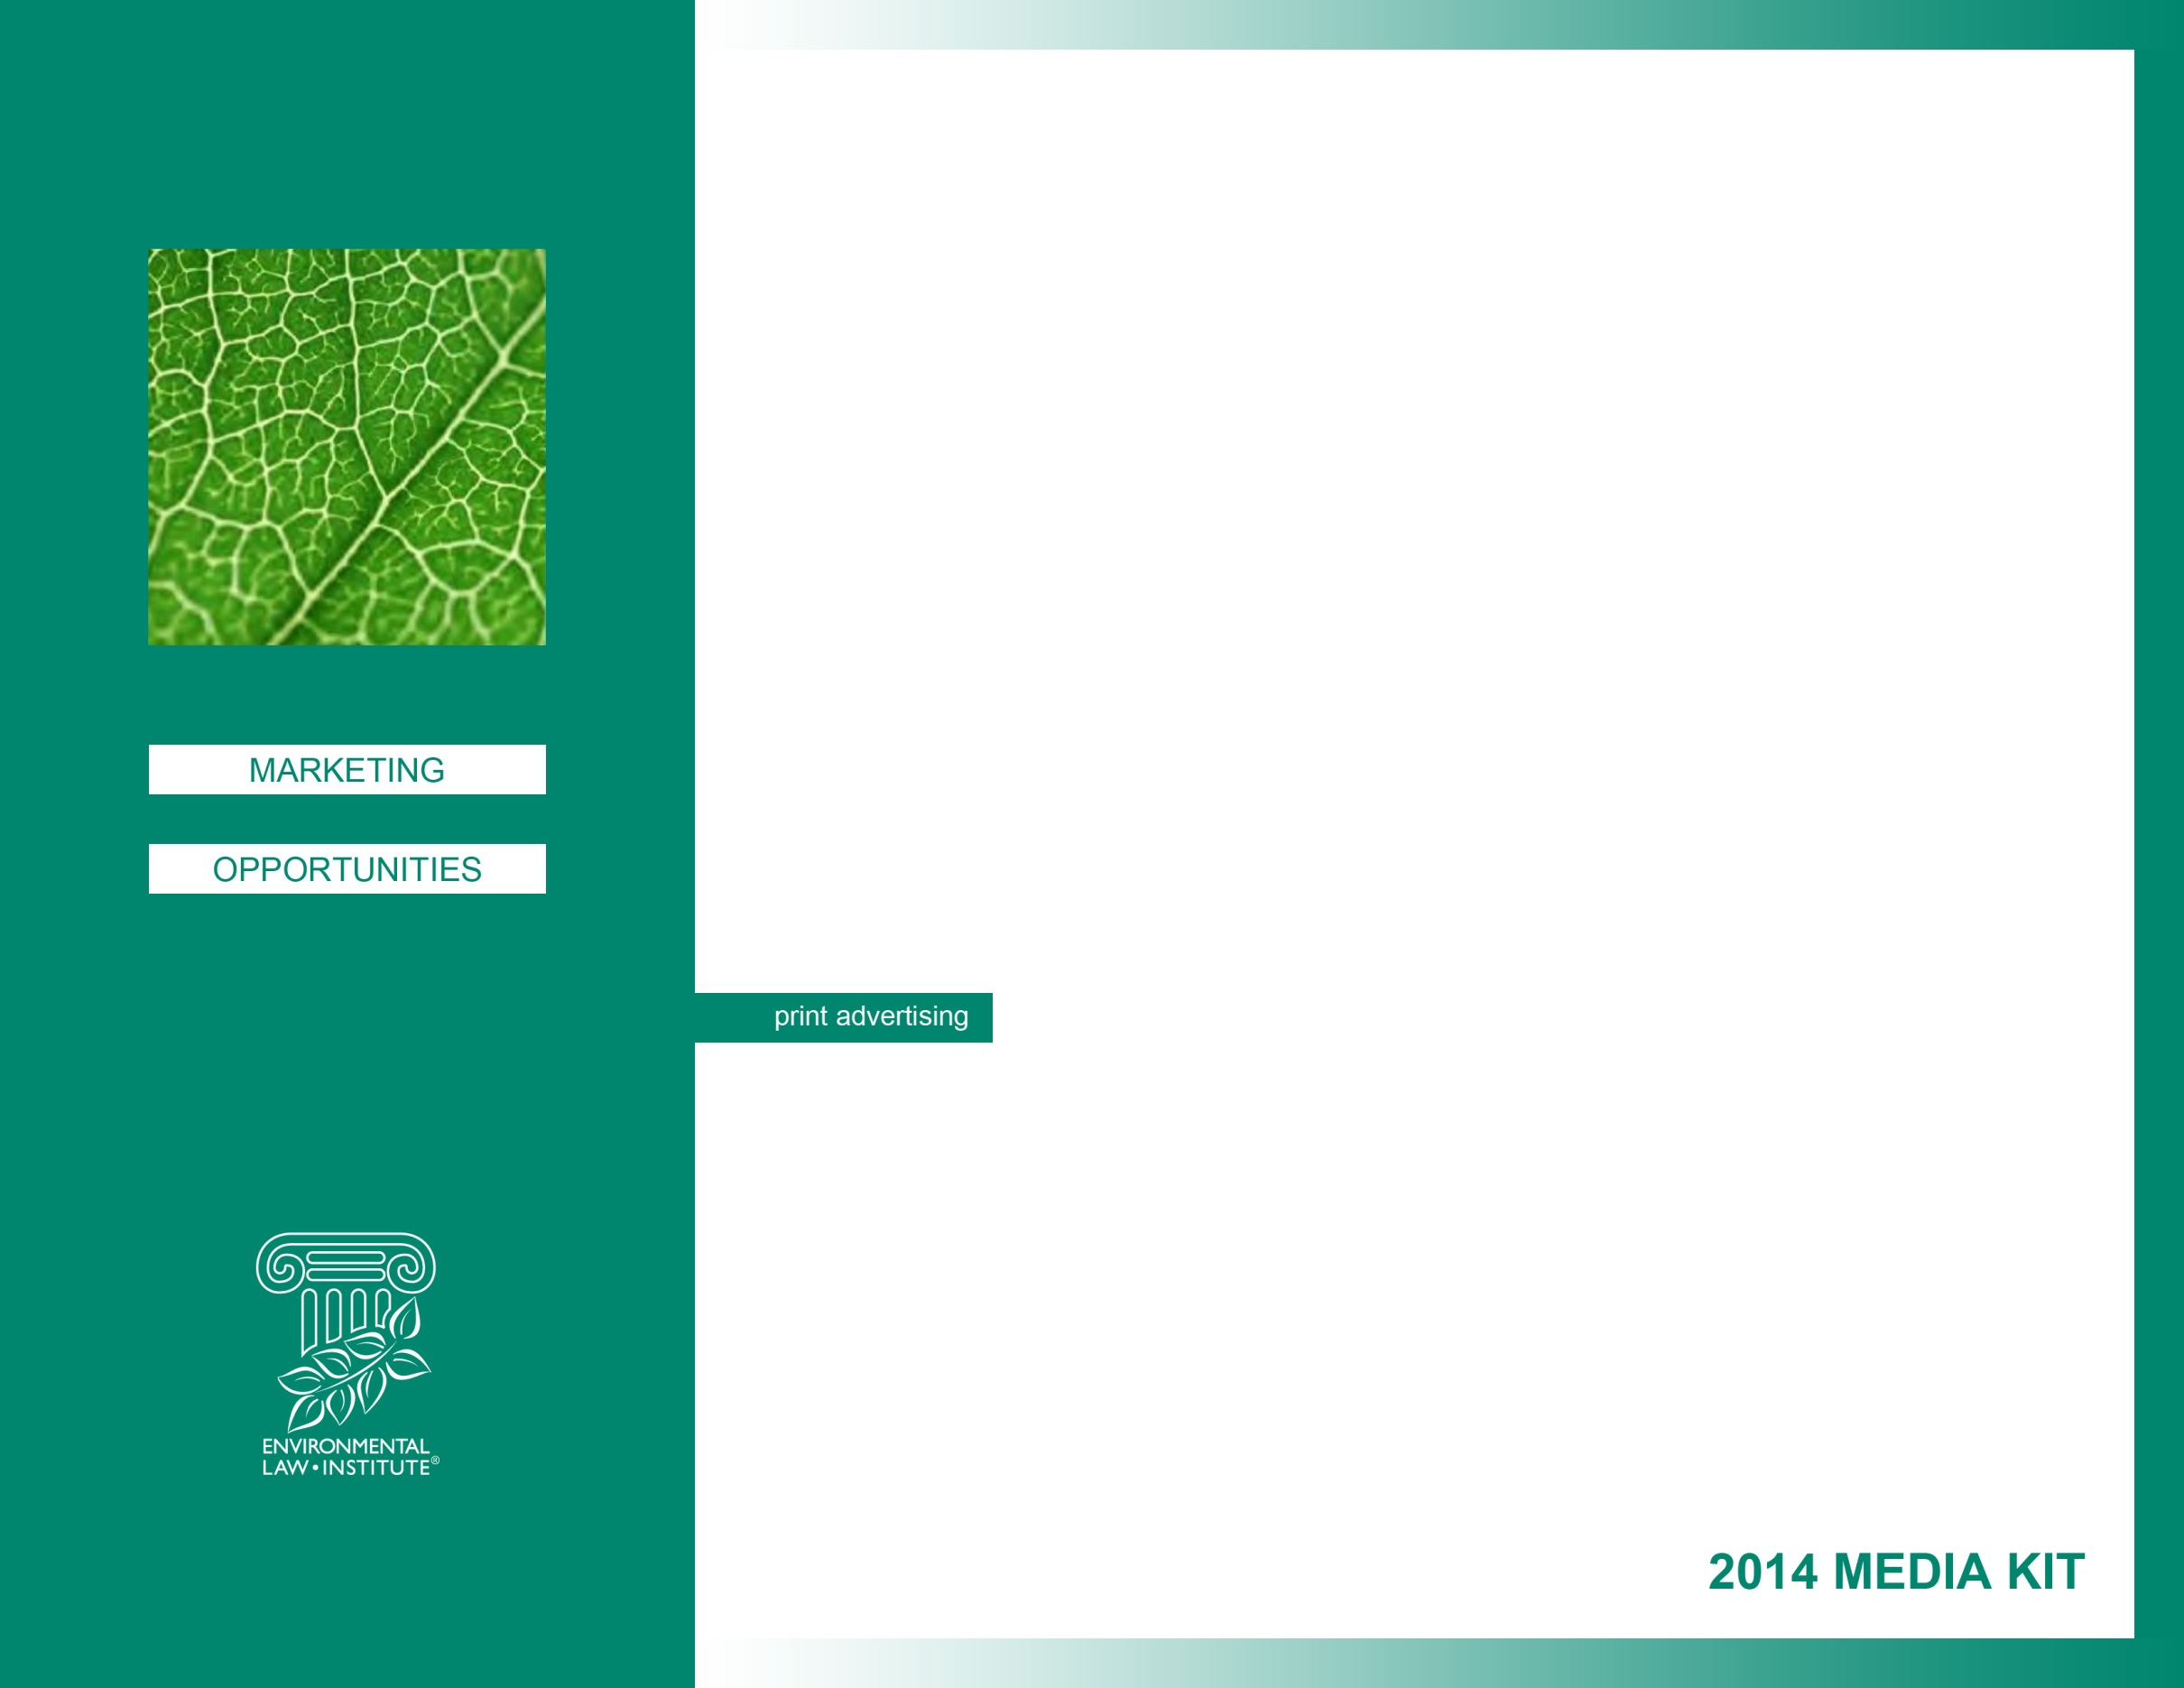 MARKETING
OPPORTUNITIES
print advertising
ENVIRONMENTAL
LAW • INSTITUTE®
2014 MEDIA KIT